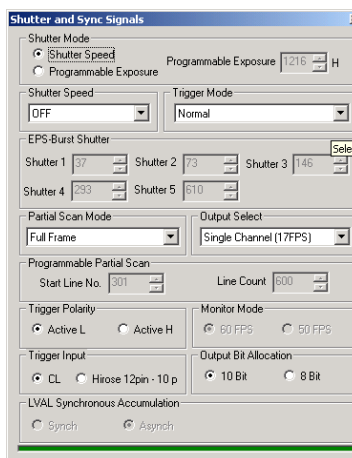 Shutter and Sync Signals
Shutter Mode
Shutter Speed
Programmable Exposure
Programmable Exposure 1216 H
Shutter Speed
OFF
Trigger Mode
Normal
EPS-Burst Shutter
Sele
Shutter 1 37 Shutter 2 73 Shutter 3 146
Shutter 4 293 Shutter 5 610
Partial Scan Mode
Full Frame
Output Select
Single Channel (17FPS)
Programmable Partial Scan
Start Line No. 301 Line Count 600
Trigger Polarity
Active L Active H
Monitor Mode
60 FPS 50 FPS
Trigger Input
CL Hirose 12pin - 10 p
Output Bit Allocation
10 Bit 8 Bit
LVAL Synchronous Accumulation
Synch Asynch